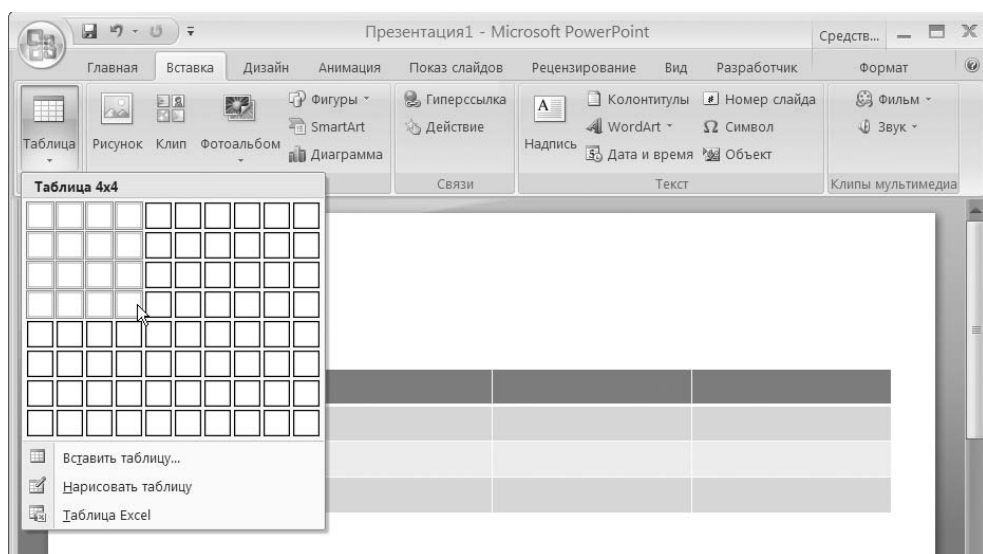 Презентация1 - Microsoft PowerPoint
Средств...
Главная Вставка Дизайн Анимация Показ слайдов Рецензирование Вид Разработчик Формат
Таблица
Рисунок
Клип
Фотоальбом
Фигуры
SmartArt
Диаграмма
Гиперссылка
Действие
Связи
Надпись
Колонтитулы
WordArt
Дата и время
Номер слайда
Символ
Объект
Текст
Фильм
Звук
Клипы мультимедиа
Таблица 4x4
Вставить таблицу...
Нарисовать таблицу
Таблица Excel